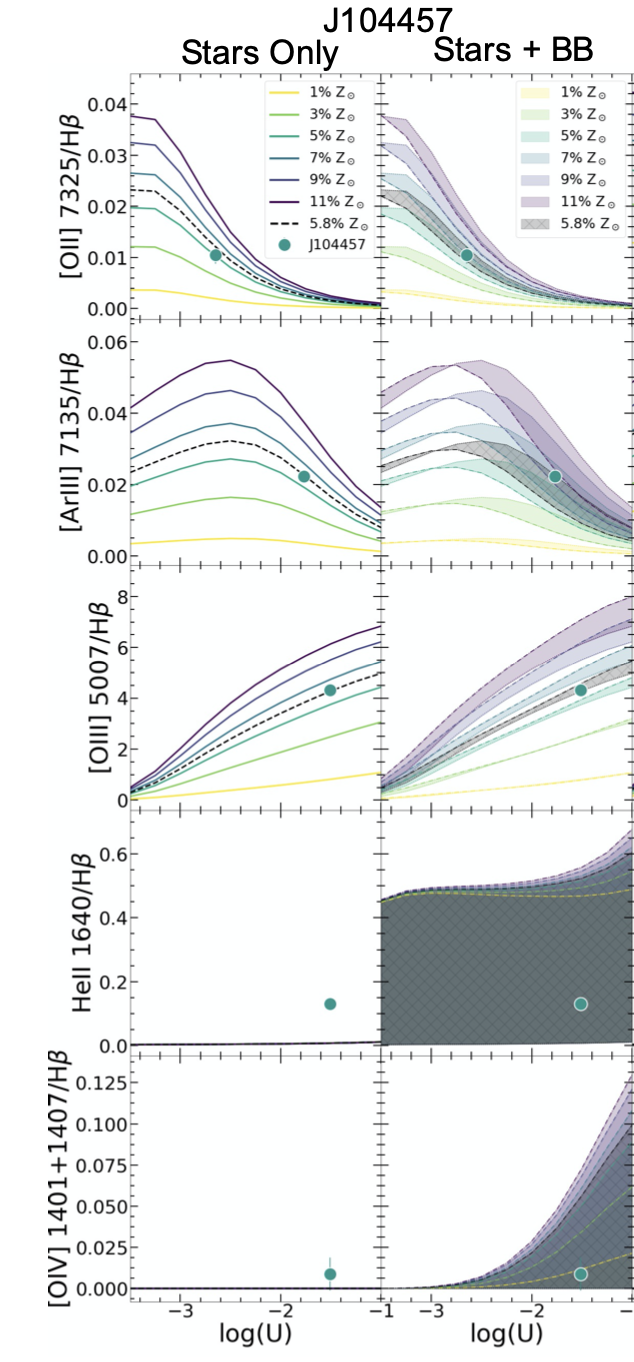 J104457
Stars Only
Stars + BB
[OII] 7325/Hβ
0.04
0.03
0.02
0.01
0.00
1% Z☉
3% Z☉
5% Z☉
7% Z☉
9% Z☉
11% Z☉
5.8% Z☉
J104457
1% Z☉
3% Z☉
5% Z☉
7% Z☉
9% Z☉
11% Z☉
5.8% Z☉
[ArIII] 7135/Hβ
0.06
0.04
0.02
0.00
[OIII] 5007/Hβ
8
6
4
2
0
HeII 1640/Hβ
0.6
0.4
0.2
0.0
[OIV] 1401+1407/Hβ
0.125
0.100
0.075
0.050
0.025
0.000
−3
−2
−1
−3
−2
log(U)
log(U)